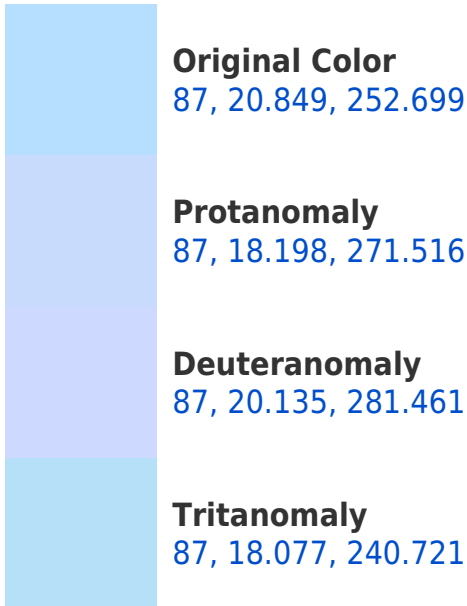 Original Color
87, 20.849, 252.699
Protanomaly
87, 18.198, 271.516
Deuteranomaly
87, 20.135, 281.461
Tritanomaly
87, 18.077, 240.721